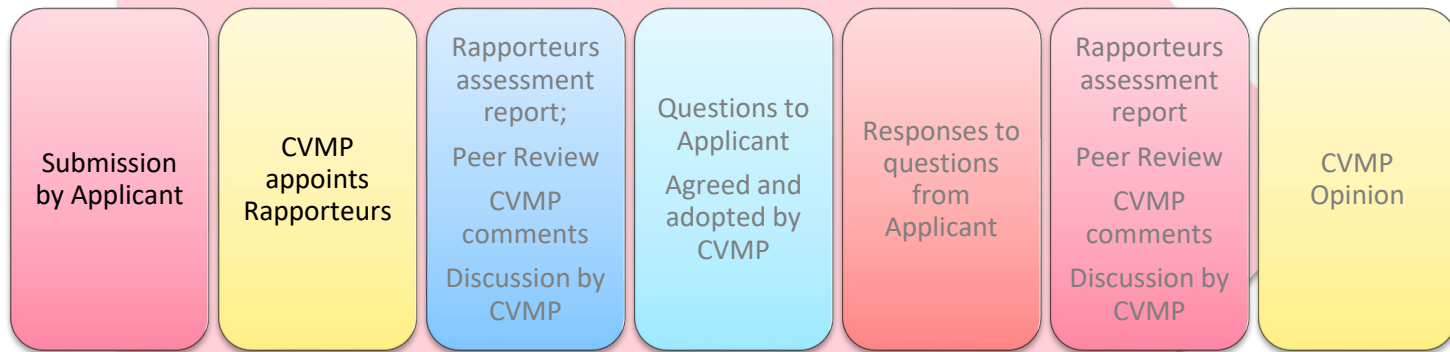 Submission
by Applicant
CVMP
appoints
Rapporteurs
Rapporteurs
assessment
report;
Peer Review
CVMP
comments
Discussion by
CVMP
Questions to
Applicant
Agreed and
adopted by
CVMP
Responses to
questions
from
Applicant
Rapporteurs
assessment
report
Peer Review
CVMP
comments
Discussion by
CVMP
CVMP
Opinion